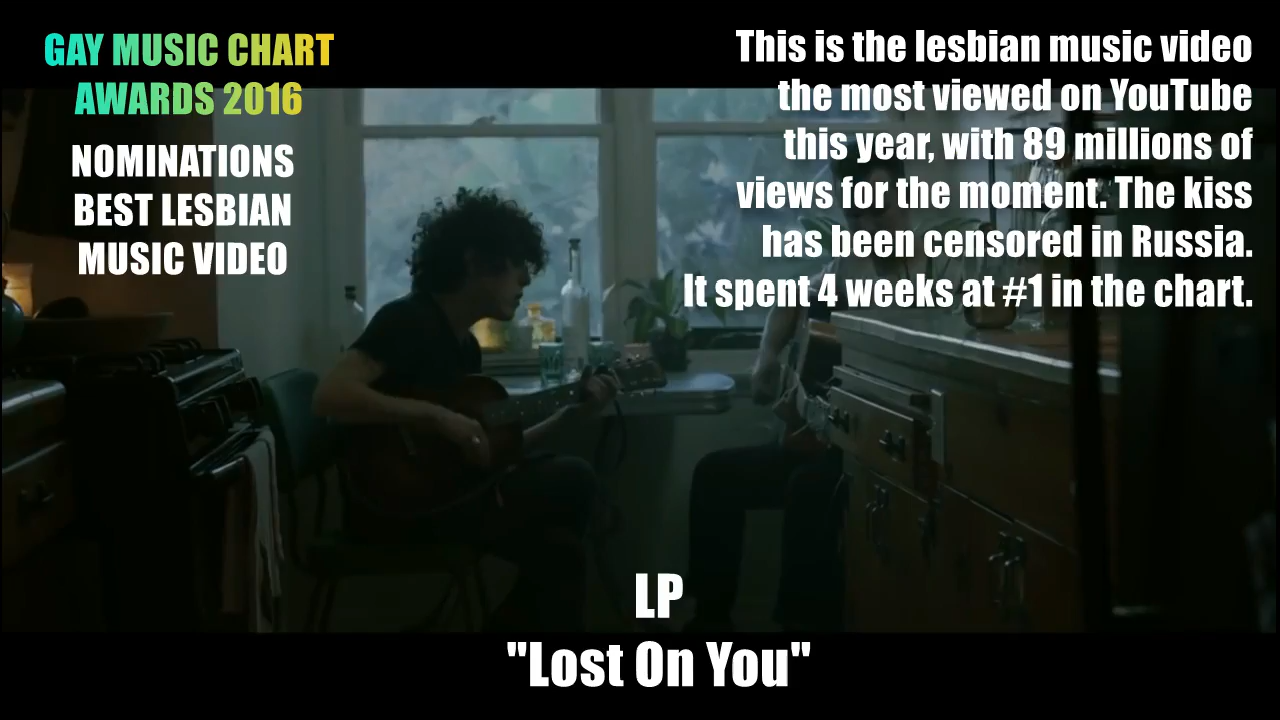 GAY MUSIC CHART
AWARDS 2016
NOMINATIONS
BEST LESBIAN
MUSIC VIDEO
This is the lesbian music video
the most viewed on YouTube
this year, with 89 millions of
views for the moment. The kiss
has been censored in Russia.
It spent 4 weeks at #1 in the chart.
LP
"Lost On You"